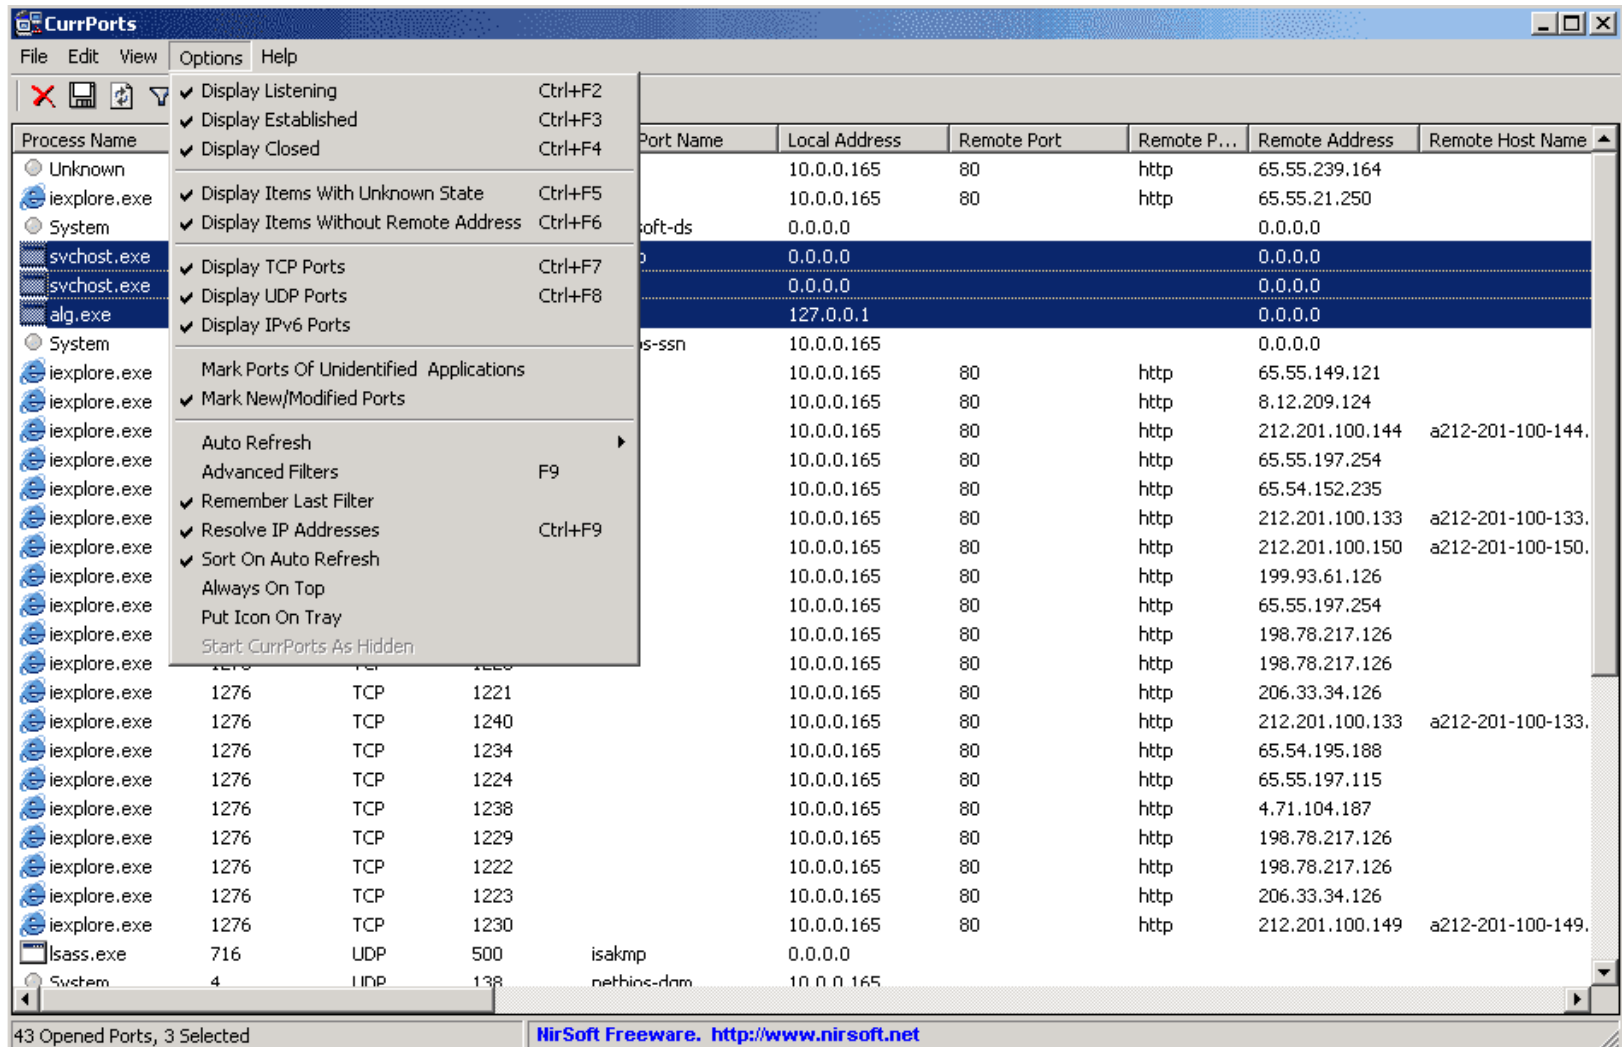 CurrPorts
File Edit View Options Help
Display Listening Ctrl+F2
Display Established Ctrl+F3
Display Closed Ctrl+F4
Display Items With Unknown State Ctrl+F5
Display Items Without Remote Address Ctrl+F6
Display TCP Ports Ctrl+F7
Display UDP Ports Ctrl+F8
Display IPv6 Ports
Mark Ports Of Unidentified Applications
Mark New/Modified Ports
Auto Refresh
Advanced Filters F9
Remember Last Filter
Resolve IP Addresses Ctrl+F9
Sort On Auto Refresh
Always On Top
Put Icon On Tray
Start CurrPorts As Hidden
Process Name Port Name Local Address Remote Port Remote P... Remote Address Remote Host Name
Unknown 10.0.0.165 80 http 65.55.239.164
iexplore.exe 10.0.0.165 80 http 65.55.21.250
System soft-ds 0.0.0.0 0.0.0.0
svchost.exe 0.0.0.0 0.0.0.0
svchost.exe 0.0.0.0 0.0.0.0
alg.exe 127.0.0.1 0.0.0.0
System s-ssn 10.0.0.165 0.0.0.0
iexplore.exe 10.0.0.165 80 http 65.55.149.121
iexplore.exe 10.0.0.165 80 http 8.12.209.124
iexplore.exe 10.0.0.165 80 http 212.201.100.144 a212-201-100-144.
iexplore.exe 10.0.0.165 80 http 65.55.197.254
iexplore.exe 10.0.0.165 80 http 65.54.152.235
iexplore.exe 10.0.0.165 80 http 212.201.100.133 a212-201-100-133.
iexplore.exe 10.0.0.165 80 http 212.201.100.150 a212-201-100-150.
iexplore.exe 10.0.0.165 80 http 199.93.61.126
iexplore.exe 10.0.0.165 80 http 65.55.197.254
iexplore.exe 10.0.0.165 80 http 198.78.217.126
iexplore.exe 10.0.0.165 80 http 198.78.217.126
iexplore.exe 1276 TCP 1221 10.0.0.165 80 http 206.33.34.126
iexplore.exe 1276 TCP 1240 10.0.0.165 80 http 212.201.100.133 a212-201-100-133.
iexplore.exe 1276 TCP 1234 10.0.0.165 80 http 65.54.195.188
iexplore.exe 1276 TCP 1224 10.0.0.165 80 http 65.55.197.115
iexplore.exe 1276 TCP 1238 10.0.0.165 80 http 4.71.104.187
iexplore.exe 1276 TCP 1229 10.0.0.165 80 http 198.78.217.126
iexplore.exe 1276 TCP 1222 10.0.0.165 80 http 198.78.217.126
iexplore.exe 1276 TCP 1223 10.0.0.165 80 http 206.33.34.126
iexplore.exe 1276 TCP 1230 10.0.0.165 80 http 212.201.100.149 a212-201-100-149.
lsass.exe 716 UDP 500 isakmp 0.0.0.0
System 4 UDP 138 netbios-dgm 10.0.0.165
43 Opened Ports, 3 Selected
NirSoft Freeware. http://www.nirsoft.net